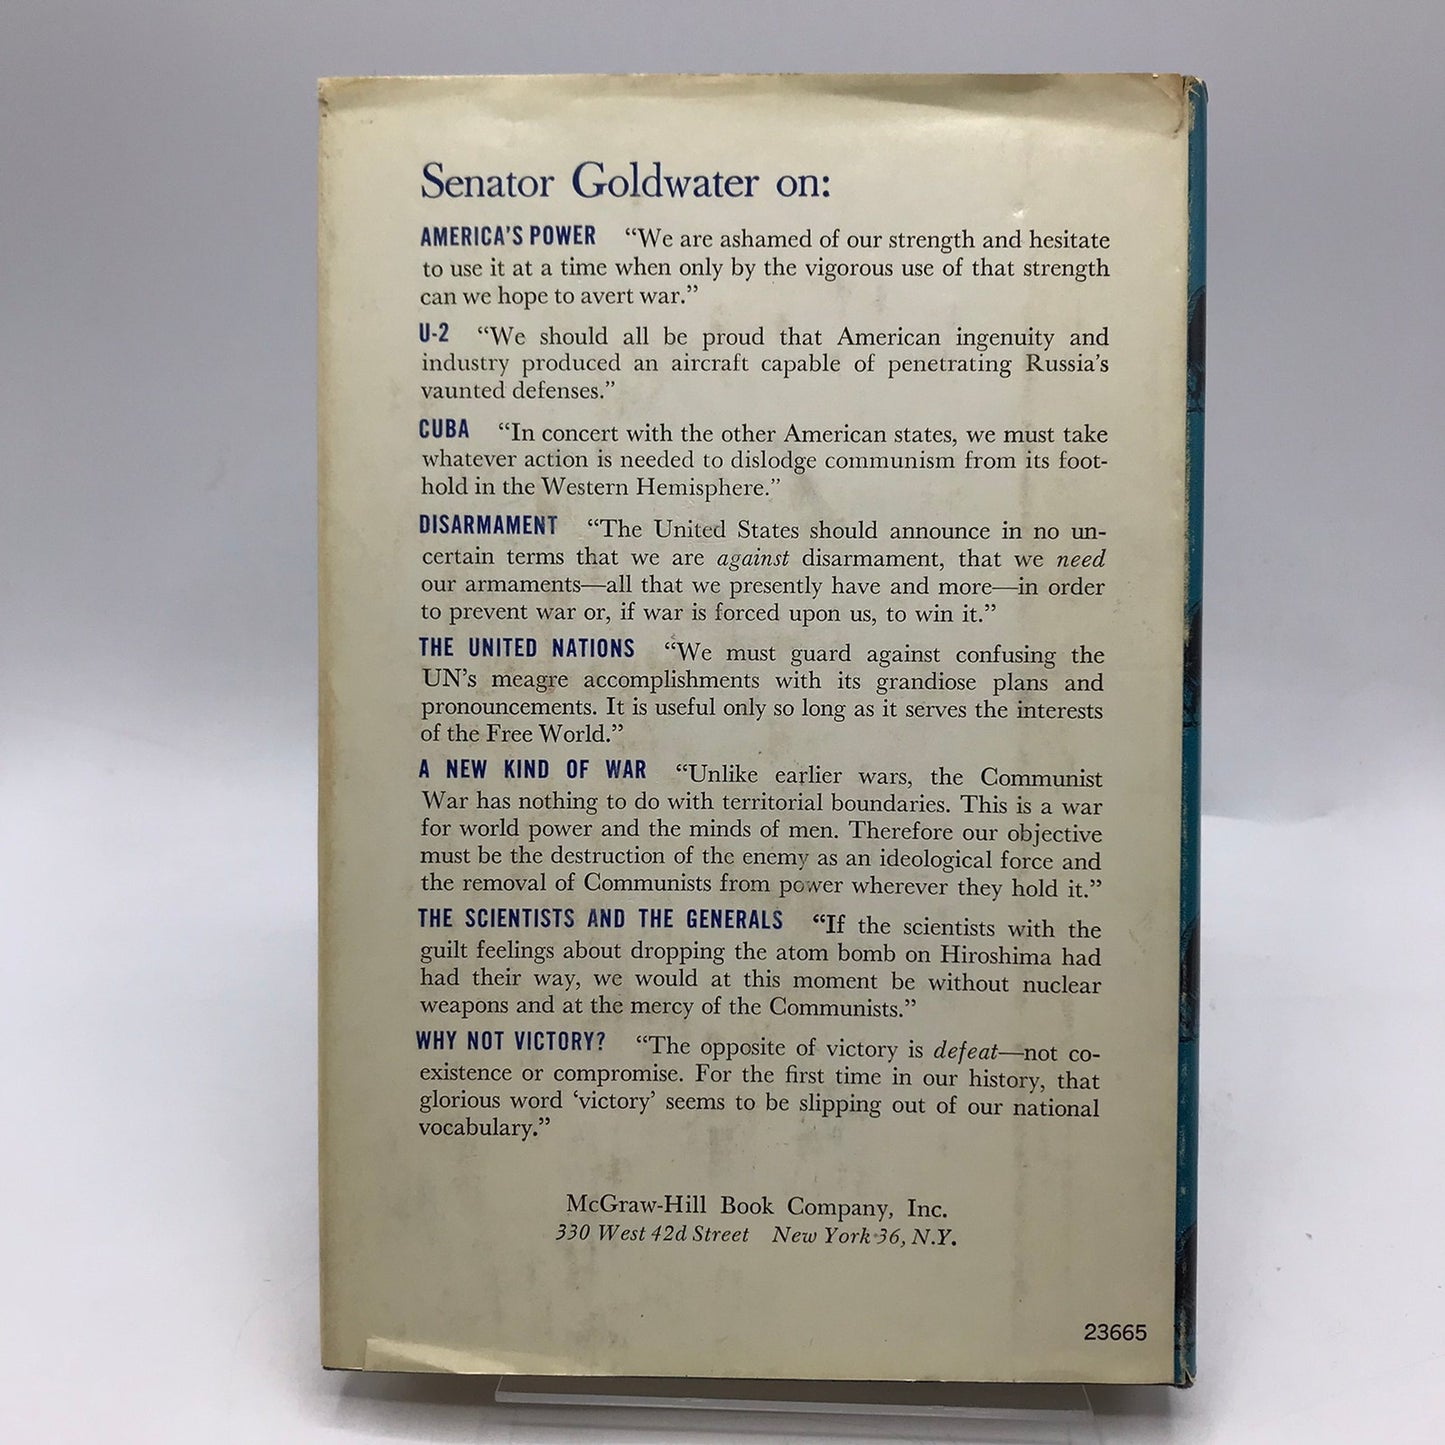 Senator Goldwater on:
AMERICA'S POWER “We are ashamed of our strength and hesitate
to use it at a time when only by the vigorous use of that strength
can we hope to avert war.”
U-2 “We should all be proud that American ingenuity and
industry produced an aircraft capable of penetrating Russia's
vaunted defenses.”
CUBA “In concert with the other American states, we must take
whatever action is needed to dislodge communism from its foot-
hold in the Western Hemisphere.”
DISARMAMENT “The United States should announce in no un-
certain terms that we are against disarmament, that we need
our armaments—all that we presently have and more—in order
to prevent war or, if war is forced upon us, to win it.”
THE UNITED NATIONS “We must guard against confusing the
UN's meagre accomplishments with its grandiose plans and
pronouncements. It is useful only so long as it serves the interests
of the Free World.”
A NEW KIND OF WAR “Unlike earlier wars, the Communist
War has nothing to do with territorial boundaries. This is a war
for world power and the minds of men. Therefore our objective
must be the destruction of the enemy as an ideological force and
the removal of Communists from power wherever they hold it.”
THE SCIENTISTS AND THE GENERALS “If the scientists with the
guilt feelings about dropping the atom bomb on Hiroshima had
had their way, we would at this moment be without nuclear
weapons and at the mercy of the Communists.”
WHY NOT VICTORY? “The opposite of victory is defeat—not co-
existence or compromise. For the first time in our history, that
glorious word ‘victory’ seems to be slipping out of our national
vocabulary.”
McGraw-Hill Book Company, Inc.
330 West 42d Street New York 36, N.Y.
23665